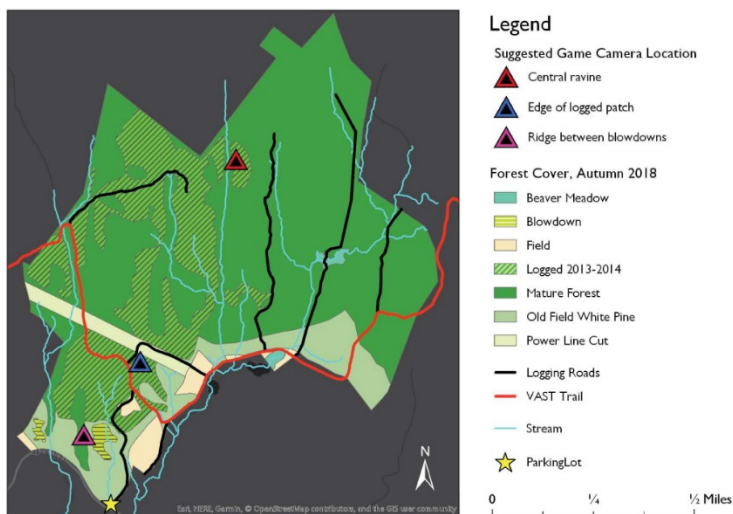 Legend
Suggested Game Camera Location
Central ravine
Edge of logged patch
Ridge between blowdowns
Forest Cover, Autumn 2018
Beaver Meadow
Blowdown
Field
Logged 2013-2014
Mature Forest
Old Field White Pine
Power Line Cut
Logging Roads
VAST Trail
Stream
ParkingLot
N
0 ¼ ½ Miles
Esri, HERE, Garmin, © OpenStreetMap contributors, and the GIS user community